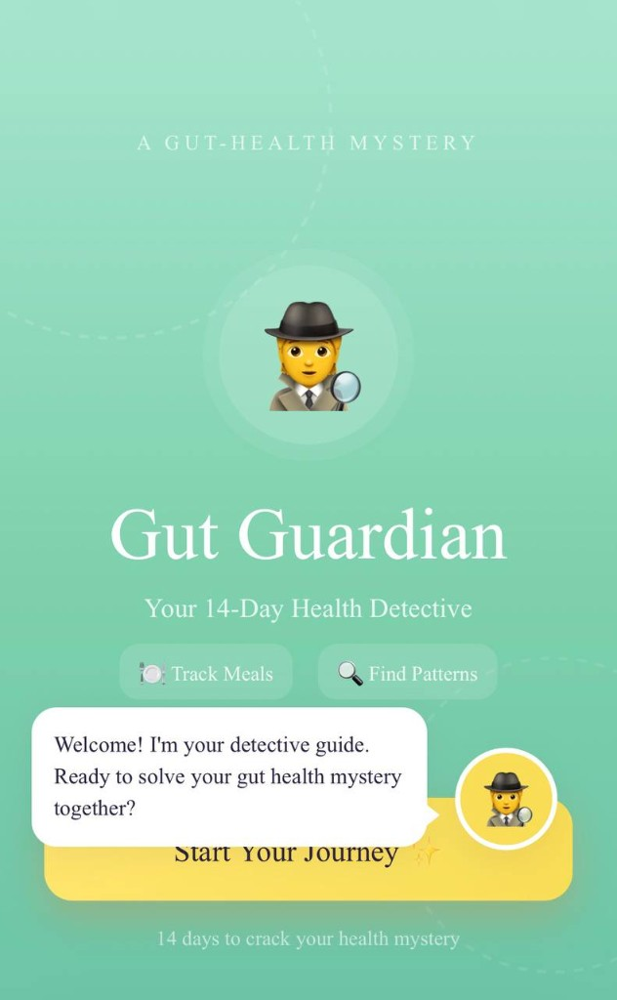 A GUT-HEALTH MYSTERY
Gut Guardian
Your 14-Day Health Detective
Track Meals
Find Patterns
Welcome! I'm your detective guide.
Ready to solve your gut health mystery
together?
Start Your Journey
14 days to crack your health mystery